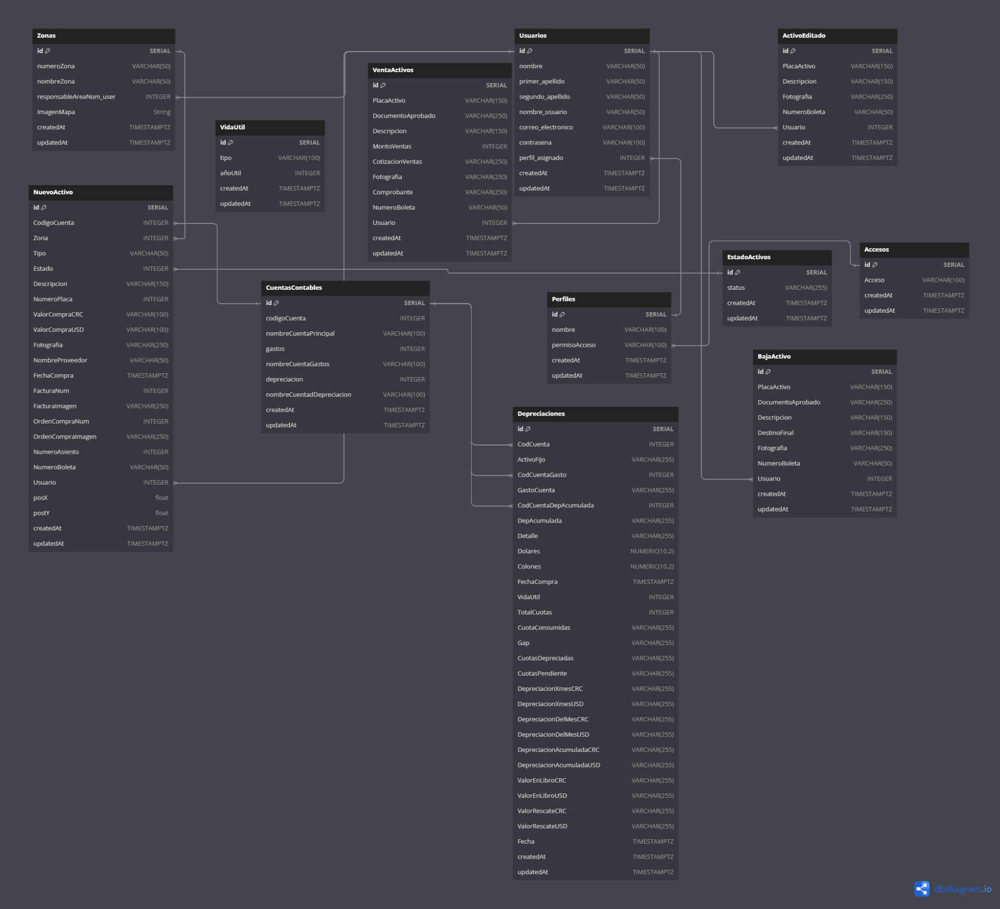 Zonas
id SERIAL
numeroZona VARCHAR(50)
nombreZona VARCHAR(50)
responsableAreaNom_user INTEGER
ImagenMapa String
createdAt TIMESTAMPTZ
updatedAt TIMESTAMPTZ
VidaUtil
id SERIAL
tipo VARCHAR(100)
añoUtil INTEGER
createdAt TIMESTAMPTZ
updatedAt TIMESTAMPTZ
VentaActivos
id SERIAL
PlacaActivo VARCHAR(150)
DocumentoAprobado VARCHAR(250)
Descripcion VARCHAR(150)
MontoVentas INTEGER
CotizacionVentas VARCHAR(250)
Fotografia VARCHAR(250)
Comprobante VARCHAR(250)
NumeroBoleta VARCHAR(50)
Usuario INTEGER
createdAt TIMESTAMPTZ
updatedAt TIMESTAMPTZ
Usuarios
id SERIAL
nombre VARCHAR(50)
primer_apellido VARCHAR(50)
segundo_apellido VARCHAR(50)
nombre_usuario VARCHAR(50)
correo_electronico VARCHAR(100)
contrasena VARCHAR(100)
perfil_asignado INTEGER
createdAt TIMESTAMPTZ
updatedAt TIMESTAMPTZ
ActivoEditado
id SERIAL
PlacaActivo VARCHAR(150)
Descripcion VARCHAR(150)
Fotografia VARCHAR(250)
NumeroBoleta VARCHAR(50)
Usuario INTEGER
createdAt TIMESTAMPTZ
updatedAt TIMESTAMPTZ
NuevoActivo
id SERIAL
CodigoCuenta INTEGER
Zona INTEGER
Tipo VARCHAR(50)
Estado INTEGER
Descripcion VARCHAR(150)
NumeroPlaca INTEGER
ValorCompraCRC VARCHAR(100)
ValorCompraUSD VARCHAR(100)
Fotografia VARCHAR(250)
NombreProveedor VARCHAR(50)
FechaCompra TIMESTAMPTZ
FacturaNum INTEGER
FacturaImagen VARCHAR(250)
OrdenCompraNum INTEGER
OrdenCompraImagen VARCHAR(250)
NumeroAsiento INTEGER
NumeroBoleta VARCHAR(50)
Usuario INTEGER
posX float
postY float
createdAt TIMESTAMPTZ
updatedAt TIMESTAMPTZ
CuentasContables
id SERIAL
codigoCuenta INTEGER
nombreCuentaPrincipal VARCHAR(100)
gastos INTEGER
nombreCuentaGastos VARCHAR(100)
depreciacion INTEGER
nombreCuentadDepreciacion VARCHAR(100)
createdAt TIMESTAMPTZ
updatedAt TIMESTAMPTZ
Perfiles
id SERIAL
nombre VARCHAR(100)
permisoAcceso VARCHAR(100)
createdAt TIMESTAMPTZ
updatedAt TIMESTAMPTZ
EstadoActivos
id SERIAL
status VARCHAR(255)
createdAt TIMESTAMPTZ
updatedAt TIMESTAMPTZ
Accesos
id SERIAL
Acceso VARCHAR(100)
createdAt TIMESTAMPTZ
updatedAt TIMESTAMPTZ
BajaActivo
id SERIAL
PlacaActivo VARCHAR(150)
DocumentoAprobado VARCHAR(250)
Descripcion VARCHAR(150)
DestinoFinal VARCHAR(150)
Fotografia VARCHAR(250)
NumeroBoleta VARCHAR(50)
Usuario INTEGER
createdAt TIMESTAMPTZ
updatedAt TIMESTAMPTZ
Depreciaciones
id SERIAL
CodCuenta INTEGER
ActivoFijo VARCHAR(255)
CodCuentaGasto INTEGER
GastoCuenta VARCHAR(255)
CodCuentaDepAcumulada INTEGER
DepAcumulada VARCHAR(255)
Detalle VARCHAR(255)
Dolares NUMERIC(10,2)
Colones NUMERIC(10,2)
FechaCompra TIMESTAMPTZ
VidaUtil INTEGER
TotalCuotas INTEGER
CuotaConsumidas VARCHAR(255)
Gap VARCHAR(255)
CuotasDepreciadas VARCHAR(255)
CuotasPendiente VARCHAR(255)
DepreciacionXmesCRC VARCHAR(255)
DepreciacionXmesUSD VARCHAR(255)
DepreciacionDelMesCRC VARCHAR(255)
DepreciacionDelMesUSD VARCHAR(255)
DepreciacionAcumuladaCRC VARCHAR(255)
DepreciacionAcumuladaUSD VARCHAR(255)
ValorEnLibroCRC VARCHAR(255)
ValorEnLibroUSD VARCHAR(255)
ValorRescateCRC VARCHAR(255)
ValorRescateUSD VARCHAR(255)
Fecha TIMESTAMPTZ
createdAt TIMESTAMPTZ
updatedAt TIMESTAMPTZ
dbdiagram.io